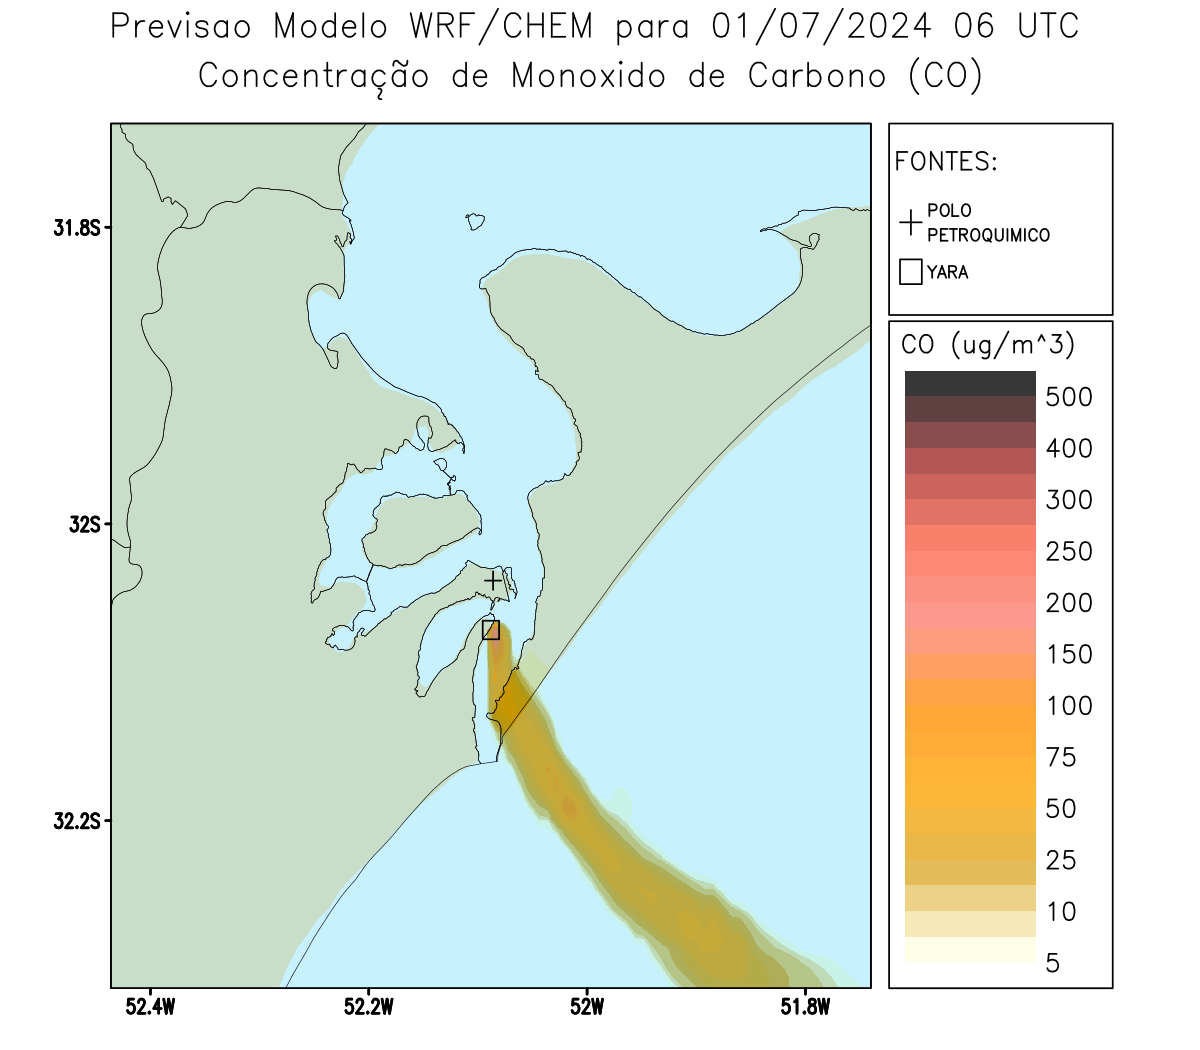 Previsao Modelo WRF/CHEM para 01/07/2024 06 UTC
Concentração de Monoxido de Carbono (CO)
FONTES:
POLO
PETROQUIMICO
YARA
CO (ug/m^3)
500
400
300
250
200
150
100
75
50
25
10
5
31.8S
32S
32.2S
52.4W
52.2W
52W
51.8W